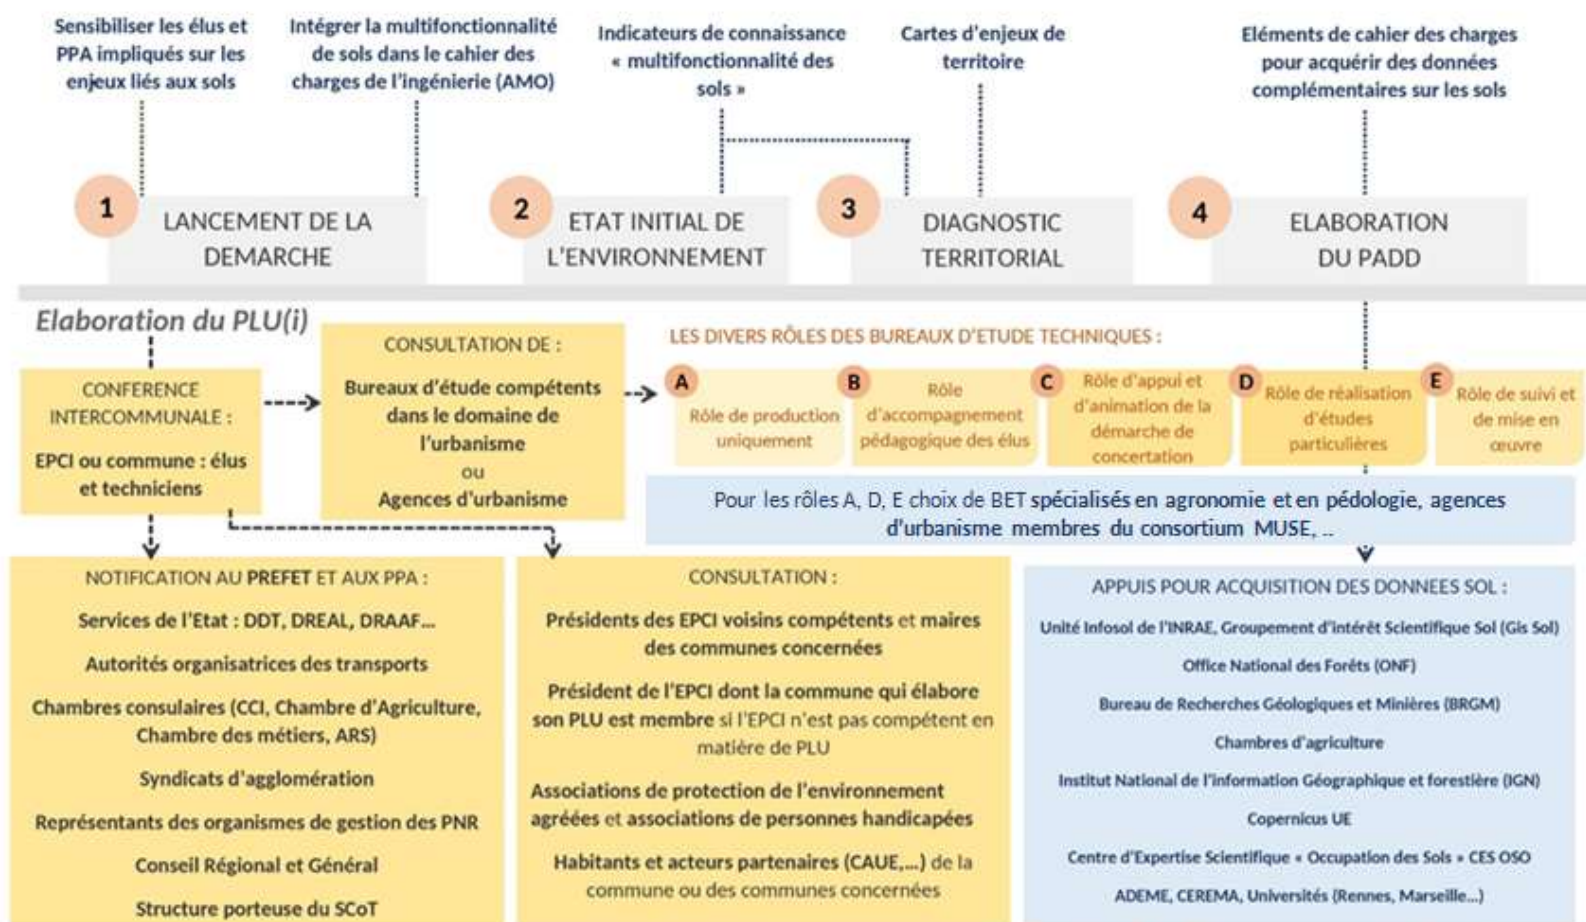 Sensibiliser les élus et
PPA impliqués sur les
enjeux liés aux sols
Intégrer la multifonctionnalité
de sols dans le cahier des
charges de l'ingénierie (AMO)
Indicateurs de connaissance
« multifonctionnalité des
sols »
Cartes d'enjeux de
territoire
Eléments de cahier des charges
pour acquérir des données
complémentaires sur les sols
1
LANCEMENT DE LA
DEMARCHE
2
ETAT INITIAL DE
L'ENVIRONNEMENT
3
DIAGNOSTIC
TERRITORIAL
4
ELABORATION
DU PADD
Elaboration du PLU(i)
CONFERENCE
INTERCOMMUNALE :
EPCI ou commune : élus
et techniciens
CONSULTATION DE :
Bureaux d'étude compétents
dans le domaine de
l'urbanisme
ou
Agences d'urbanisme
LES DIVERS RÔLES DES BUREAUX D'ETUDE TECHNIQUES :
A
Rôle de production
uniquement
B
Rôle
d'accompagnement
pédagogique des élus
C
Rôle d'appui et
d'animation de la
démarche de
concertation
D
Rôle de réalisation
d'études
particulières
E
Rôle de suivi et
de mise en
œuvre
Pour les rôles A, D, E choix de BET spécialisés en agronomie et en pédologie, agences
d'urbanisme membres du consortium MUSE, ..
NOTIFICATION AU PREFET ET AUX PPA :
Services de l'Etat : DDT, DREAL, DRAAF...
Autorités organisatrices des transports
Chambres consulaires (CCI, Chambre d'Agriculture,
Chambre des métiers, ARS)
Syndicats d'agglomération
Représentants des organismes de gestion des PNR
Conseil Régional et Général
Structure porteuse du SCoT
CONSULTATION :
Présidents des EPCI voisins compétents et maires
des communes concernées
Président de l'EPCI dont la commune qui élabore
son PLU est membre si l'EPCI n'est pas compétent en
matière de PLU
Associations de protection de l'environnement
agréées et associations de personnes handicapées
Habitants et acteurs partenaires (CAUE,...) de la
commune ou des communes concernées
APPUIS POUR ACQUISITION DES DONNEES SOL :
Unité Infosol de l'INRAE, Groupement d'intérêt Scientifique Sol (Gis Sol)
Office National des Forêts (ONF)
Bureau de Recherches Géologiques et Minières (BRGM)
Chambres d'agriculture
Institut National de l'information Géographique et forestière (IGN)
Copernicus UE
Centre d'Expertise Scientifique « Occupation des Sols » CES OSO
ADEME, CEREMA, Universités (Rennes, Marseille...)